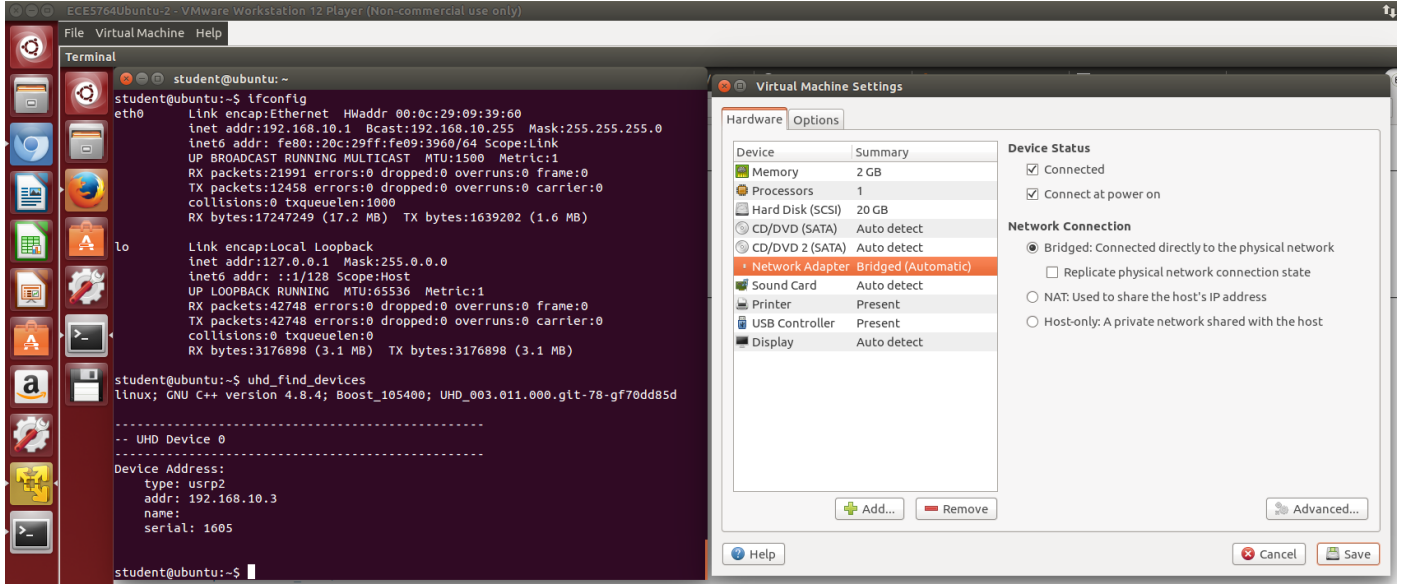 ECE5764Ubuntu-2 - VMware Workstation 12 Player (Non-commercial use only)
File Virtual Machine Help
Terminal
student@ubuntu: ~
student@ubuntu:~$ ifconfig
eth0 Link encap:Ethernet HWaddr 00:0c:29:09:39:60
inet addr:192.168.10.1 Bcast:192.168.10.255 Mask:255.255.255.0
inet6 addr: fe80::20c:29ff:fe09:3960/64 Scope:Link
UP BROADCAST RUNNING MULTICAST MTU:1500 Metric:1
RX packets:21991 errors:0 dropped:0 overruns:0 frame:0
TX packets:12458 errors:0 dropped:0 overruns:0 carrier:0
collisions:0 txqueuelen:1000
RX bytes:17247249 (17.2 MB) TX bytes:1639202 (1.6 MB)
lo Link encap:Local Loopback
inet addr:127.0.0.1 Mask:255.0.0.0
inet6 addr: ::1/128 Scope:Host
UP LOOPBACK RUNNING MTU:65536 Metric:1
RX packets:42748 errors:0 dropped:0 overruns:0 frame:0
TX packets:42748 errors:0 dropped:0 overruns:0 carrier:0
collisions:0 txqueuelen:0
RX bytes:3176898 (3.1 MB) TX bytes:3176898 (3.1 MB)
student@ubuntu:~$ uhd_find_devices
linux; GNU C++ version 4.8.4; Boost_105400; UHD_003.011.000.git-78-gf70dd85d
--------------------------------------------------
-- UHD Device 0
--------------------------------------------------
Device Address:
type: usrp2
addr: 192.168.10.3
name:
serial: 1605
student@ubuntu:~$
Virtual Machine Settings
Hardware Options
Device Summary
Memory 2 GB
Processors 1
Hard Disk (SCSI) 20 GB
CD/DVD (SATA) Auto detect
CD/DVD 2 (SATA) Auto detect
Network Adapter Bridged (Automatic)
Sound Card Auto detect
Printer Present
USB Controller Present
Display Auto detect
Add... Remove
Device Status
Connected
Connect at power on
Network Connection
Bridged: Connected directly to the physical network
Replicate physical network connection state
NAT: Used to share the host's IP address
Host-only: A private network shared with the host
Advanced...
Help Cancel Save